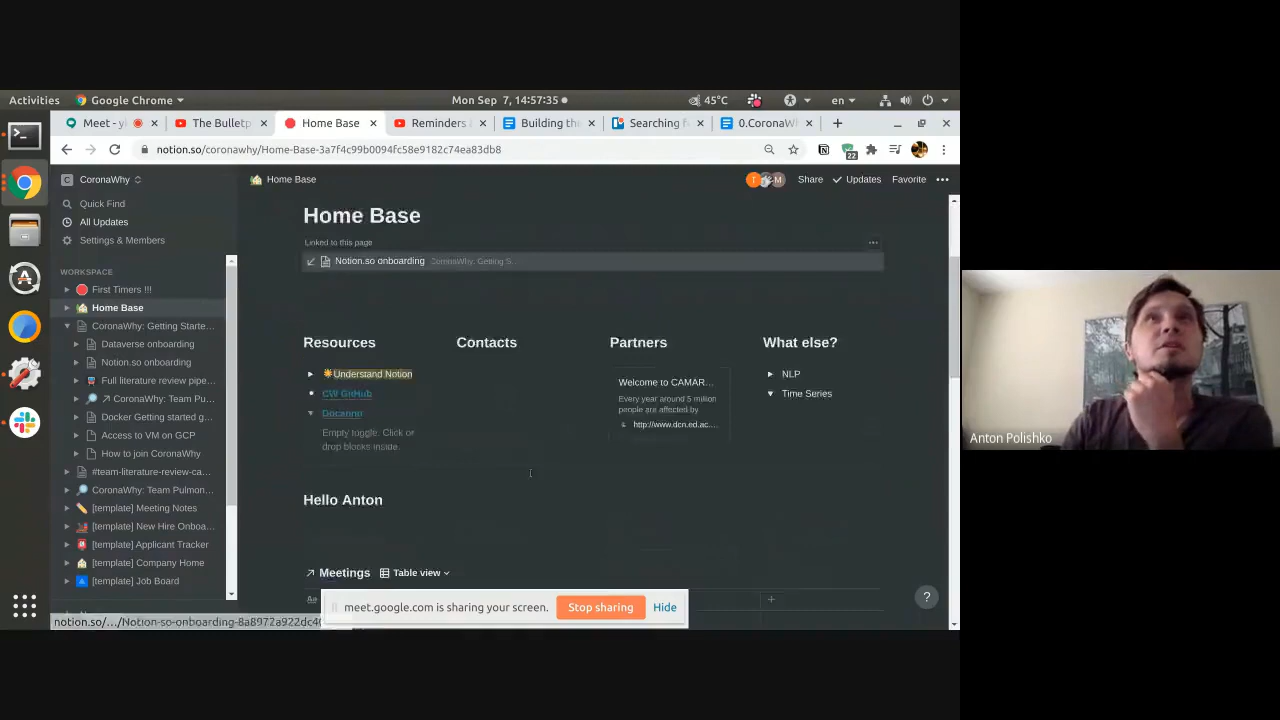 Activities
Google Chrome
Mon Sep 7, 14:57:35
45°C
en
Meet - y
The Bulletp
Home Base
Reminders a
Building the
Searching f
0.CoronaWh
notion.so/coronawhy/Home-Base-3a7f4c99b0094fc58e9182c74ea83db8
22
C CoronaWhy
Home Base
T
M
Share
Updates
Favorite
Quick Find
All Updates
Settings & Members
WORKSPACE
First Timers !!!
Home Base
CoronaWhy: Getting Starte...
Dataverse onboarding
Notion.so onboarding
Full literature review pipe...
CoronaWhy: Team Pu...
Docker Getting started g...
Access to VM on GCP
How to join CoronaWhy
#team-literature-review-ca...
CoronaWhy: Team Pulmon...
[template] Meeting Notes
[template] New Hire Onboa...
[template] Applicant Tracker
[template] Company Home
[template] Job Board
Home Base
Linked to this page
Notion.so onboarding CoronaWhy: Getting S...
Resources
Contacts
Partners
What else?
Understand Notion
CW GitHub
Docanno
Empty toggle. Click or
drop blocks inside.
Welcome to CAMAR...
Every year around 5 million
people are affected by
http://www.dcn.ed.ac....
NLP
Time Series
Hello Anton
Meetings
Table view
Aa
+
?
meet.google.com is sharing your screen.
Stop sharing
Hide
notion.so/.../Notion-so-onboarding-8a8972a922dc4
Anton Polishko